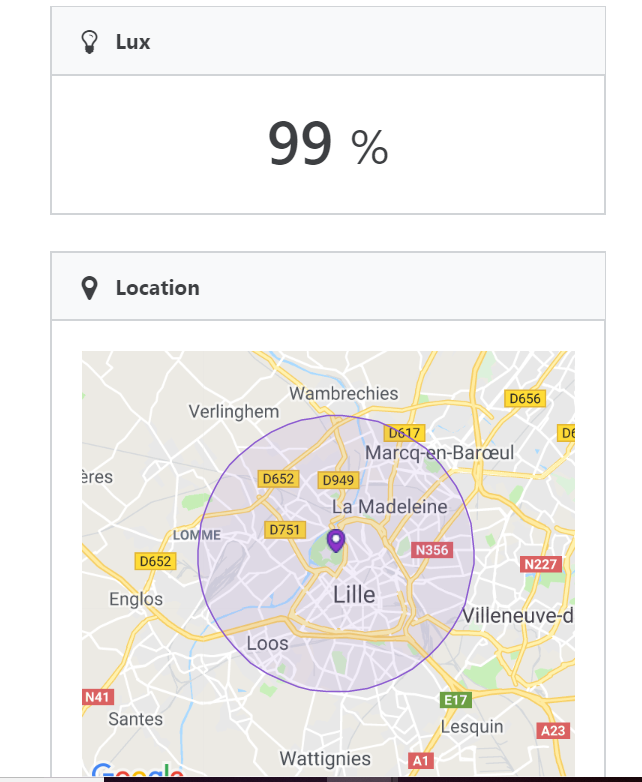 Lux
99 %
Location
Wambrechies
D656
Verlinghem
D617
D6
Marcq-en-Barœul
ères
D652
D949
La Madeleine
D751
LOMME
N356
D652
N227
Englos
Lille
Villeneuve-d
Loos
N41
E17
Santes
Lesquin
A23
Wattignies
A1
Google